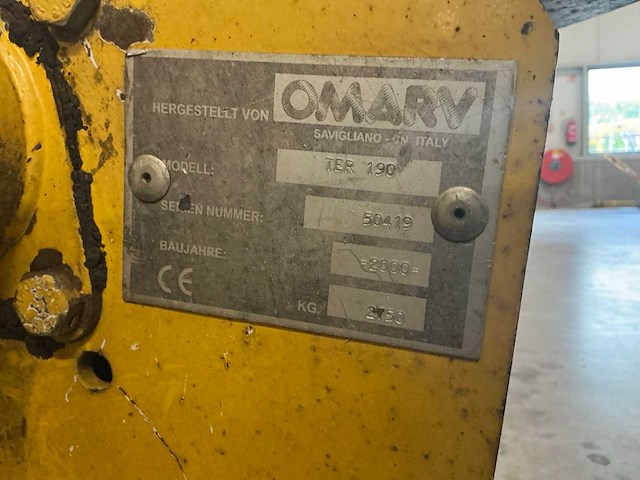 HERGESTELLT VON OMARV
SAVIGLIANO - CN ITALY
MODELL: TER 190
SERIEN NUMMER: 50419
BAUJAHRE: =2000=
CE KG. 2750